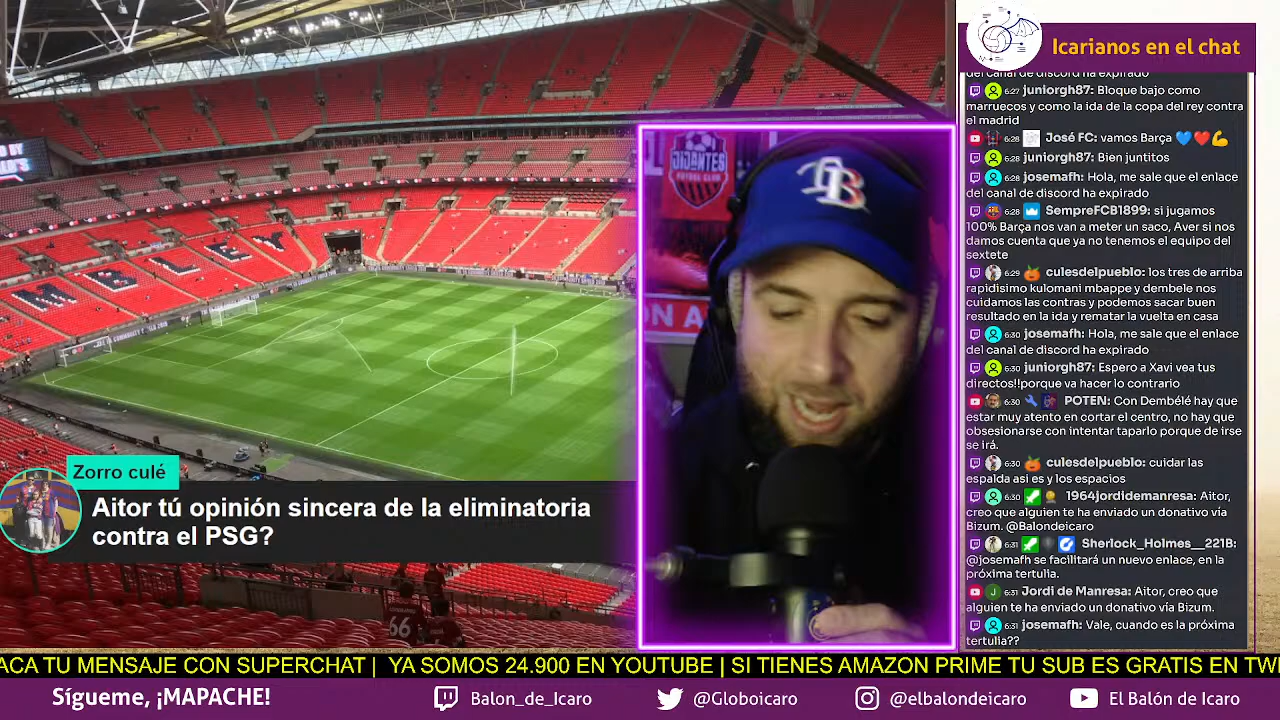 Icarianos en el chat
del canal de discord ha expirado
6:27 juniorgh87: Bloque bajo como
marruecos y como la ida de la copa del rey contra
el madrid
6:28 José FC: vamos Barça 💙❤️💪
6:28 juniorgh87: Bien juntitos
6:28 josemafh: Hola, me sale que el enlace
del canal de discord ha expirado
6:28 SempreFCB1899: si jugamos
100% Barça nos van a meter un saco, Aver si nos
damos cuenta que ya no tenemos el equipo del
sextete
6:29 🎃 culesdelpueblo: los tres de arriba
rapidisimo kulomani mbappe y dembele nos
cuidamos las contras y podemos sacar buen
resultado en la ida y rematar la vuelta en casa
6:30 josemafh: Hola, me sale que el enlace
del canal de discord ha expirado
6:30 juniorgh87: Espero a Xavi vea tus
directos!!porque va hacer lo contrario
6:30 POTEN: Con Dembélé hay que
estar muy atento en cortar el centro, no hay que
obsesionarse con intentar taparlo porque de irse
se irá.
6:30 🎃 culesdelpueblo: cuidar las
espalda asi es y los espacios
6:30 1964jordidemanresa: Aitor,
creo que alguien te ha enviado un donativo vía
Bizum. @Balondeicaro
6:31 Sherlock_Holmes__221B:
@Josemafh se facilitará un nuevo enlace, en la
próxima tertulia.
6:31 Jordi de Manresa: Aitor, creo que
alguien te ha enviado un donativo vía Bizum.
6:31 josemafh: Vale, cuando es la próxima
tertulia??
WEMBLEY
JIJANTES
FÚTBOL CLUB
TB
66
Zorro culé
Aitor tú opinión sincera de la eliminatoria
contra el PSG?
ACA TU MENSAJE CON SUPERCHAT | YA SOMOS 24.900 EN YOUTUBE | SI TIENES AMAZON PRIME TU SUB ES GRATIS EN TWI
Sígueme, ¡MAPACHE!
Balon_de_Icaro
@Globoicaro
@elbalondeicaro
El Balón de Icaro